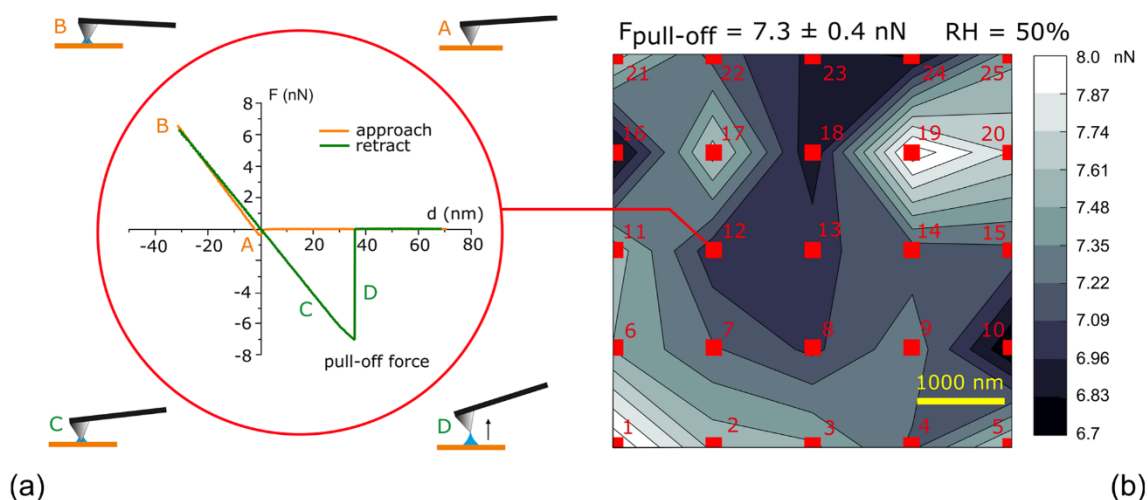 B
A
F (nN)
8
6
4
2
-4
-6
-8
B
approach
retract
d (nm)
A
-40
-20
20
40
60
80
C
D
pull-off force
C
D
(a)
Fpull-off = 7.3 ± 0.4 nN RH = 50%
21 22 23 24 25
16 17 18 19 20
11 12 13 14 15
6 7 8 9 10
1000 nm
1 2 3 4 5
8.0 nN
7.87
7.74
7.61
7.48
7.35
7.22
7.09
6.96
6.83
6.7
(b)